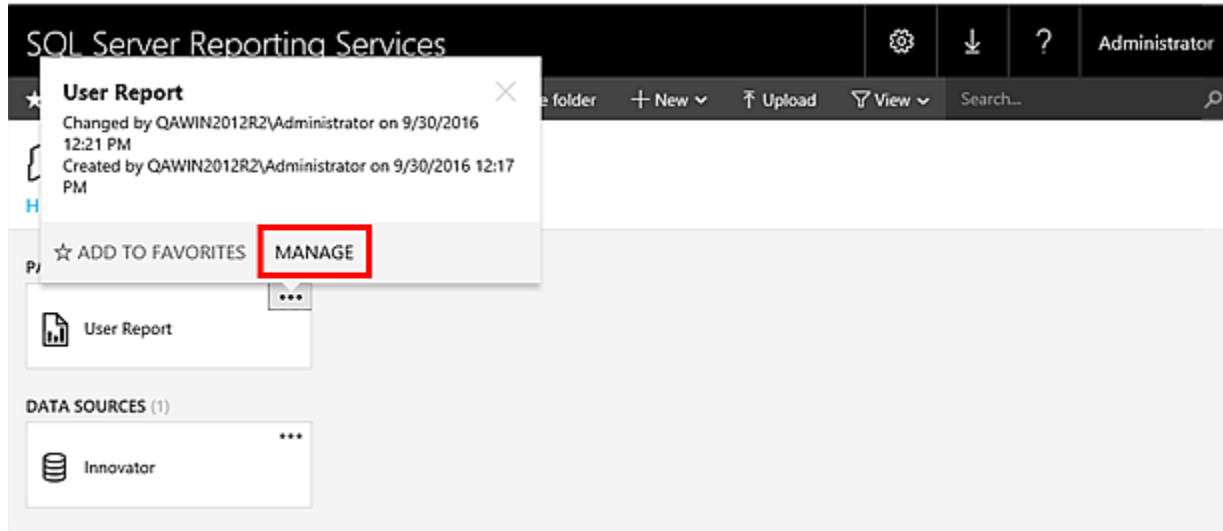 SQL Server Reporting Services
?
Administrator
User Report
Changed by QAWIN2012R2\Administrator on 9/30/2016
12:21 PM
Created by QAWIN2012R2\Administrator on 9/30/2016 12:17
PM
ADD TO FAVORITES
MANAGE
folder
New
Upload
View
Search...
H
PA
...
User Report
DATA SOURCES (1)
...
Innovator